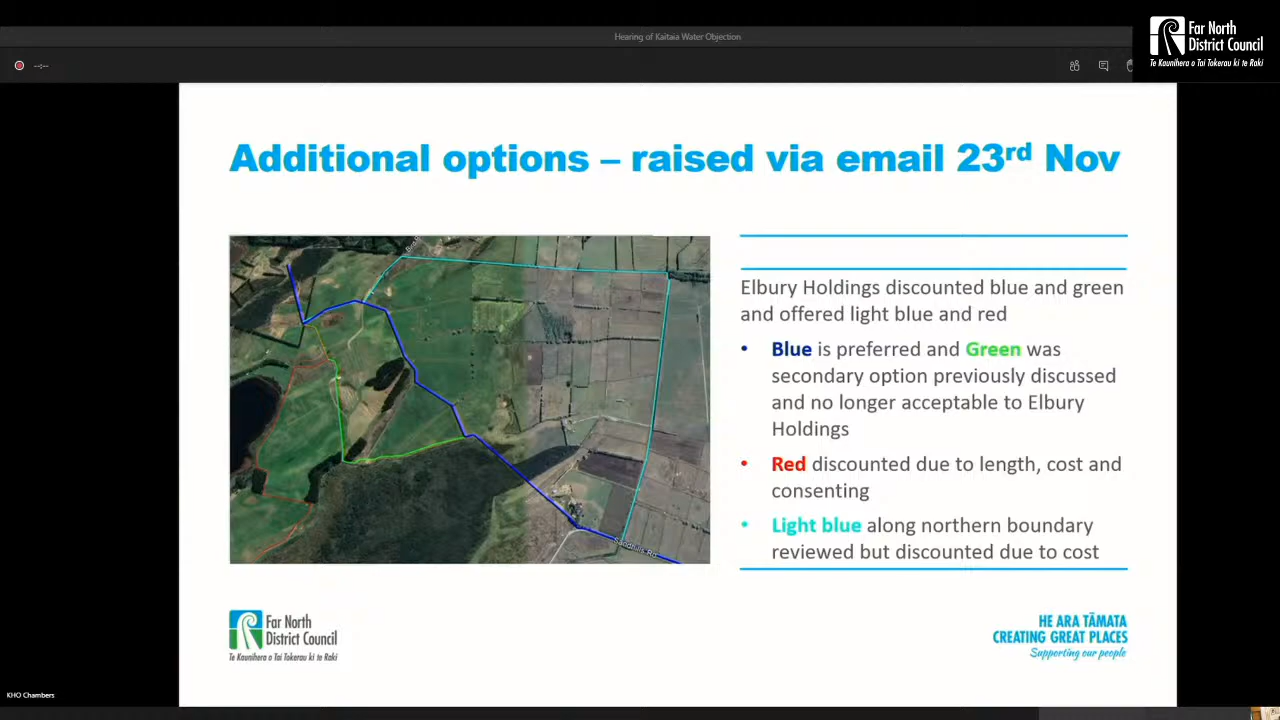 Hearing of Kaitaia Water Objection
Far North
District Council
Te Kaunihera o Tai Tokerau ki te Raki
--:--
Additional options – raised via email 23rd Nov
Elbury Holdings discounted blue and green
and offered light blue and red
• Blue is preferred and Green was
secondary option previously discussed
and no longer acceptable to Elbury
Holdings
• Red discounted due to length, cost and
consenting
• Light blue along northern boundary
reviewed but discounted due to cost
Sandhills Rd
Far North
District Council
Te Kaunihera o Tai Tokerau ki te Raki
HE ARA TĀMATA
CREATING GREAT PLACES
Supporting our people
KHO Chambers